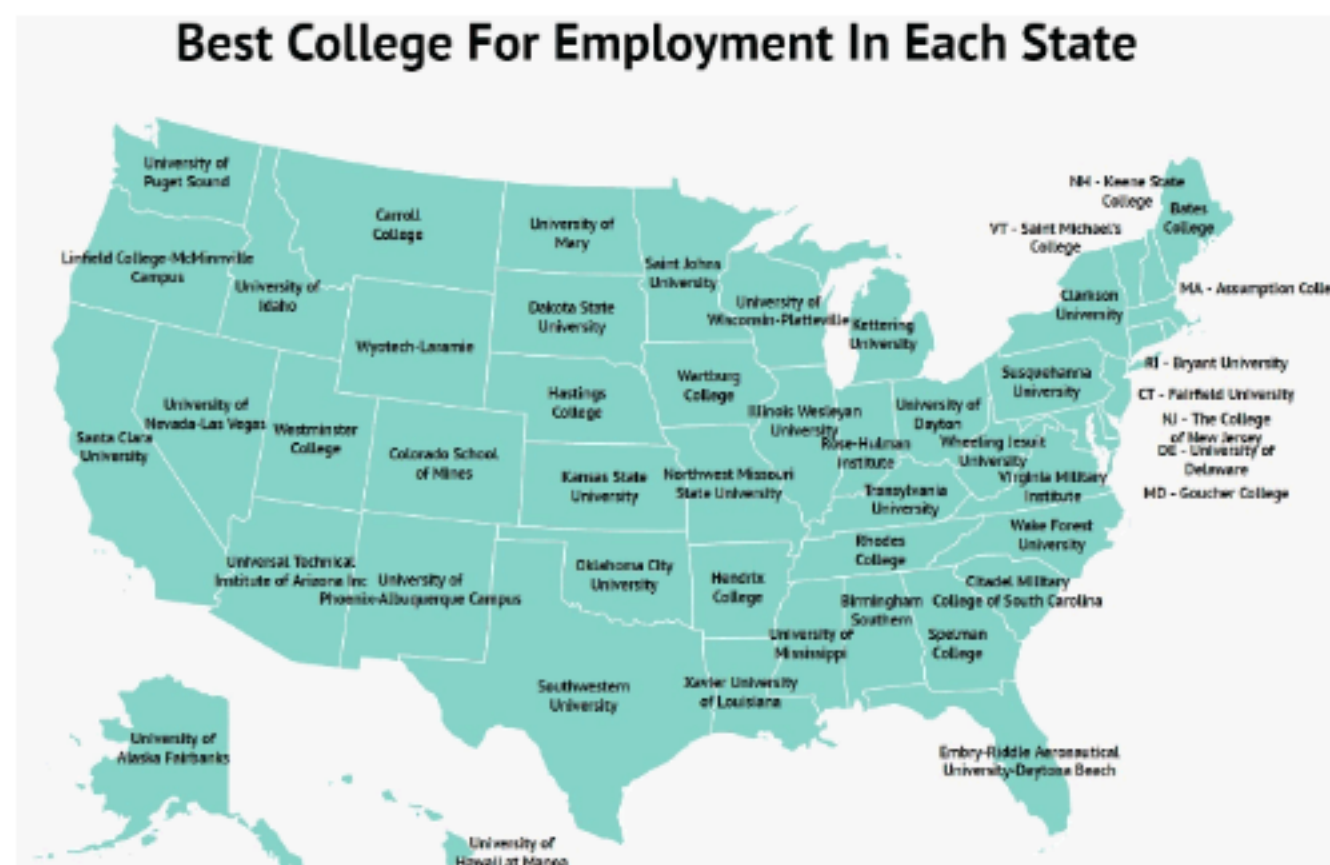 Best College For Employment In Each State
University of
Puget Sound
Linfield College-McMinnville
Campus
University of
Idaho
Carroll
College
University of
Mary
Saint Johns
University
Dakota State
University
Wyotech-Laramie
University of
Wisconsin-Platteville
Kettering
University
NH - Keene State
College
Bates
College
VT - Saint Michael's
College
Clarkson
University
MA - Assumption Colle
RI - Bryant University
CT - Fairfield University
NJ - The College
of New Jersey
DE - University of
Delaware
MD - Goucher College
Susquehanna
University
Hastings
College
Wartburg
College
Illinois Wesleyan
University
Rose-Hulman
Institute
University of
Dayton
Wheeling Jesuit
University
Virginia Military
Institute
Santa Clara
University
University of
Nevada-Las Vegas
Westminster
College
Colorado School
of Mines
Kansas State
University
Northwest Missouri
State University
Transylvania
University
Wake Forest
University
Rhodes
College
Universal Technical
Institute of Arizona Inc
University of
Phoenix-Albuquerque Campus
Oklahoma City
University
Hendrix
College
Birmingham
Southern
Citadel Military
College of South Carolina
Spelman
College
University of
Mississippi
Southwestern
University
Xavier University
of Louisiana
Embry-Riddle Aeronautical
University-Daytona Beach
University of
Alaska Fairbanks
University of
Hawaii at Manoa